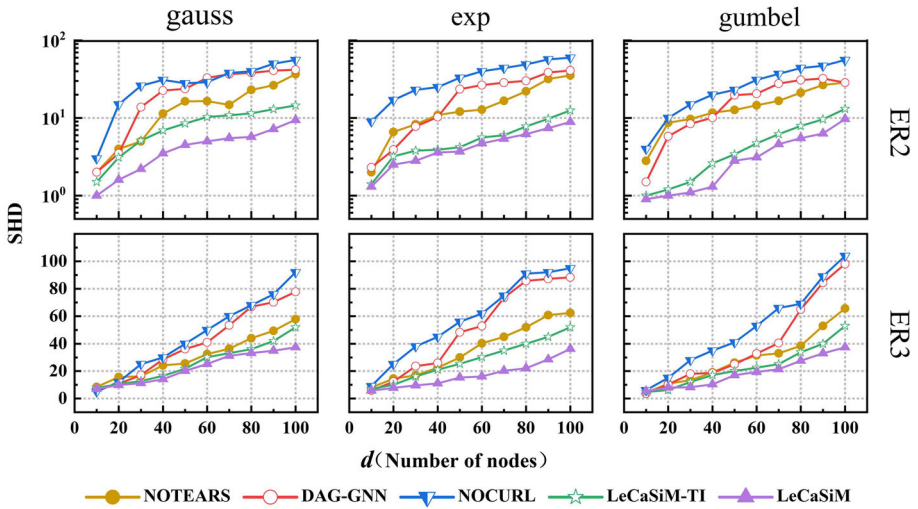 gauss exp gumbel
10² 
10¹
10⁰
ER2
SHD
100
80
60
40
20
0
ER3
0 20 40 60 80 100 0 20 40 60 80 100 0 20 40 60 80 100
d(Number of nodes)
NOTEARS DAG-GNN NOCURL LeCaSiM-TI LeCaSiM